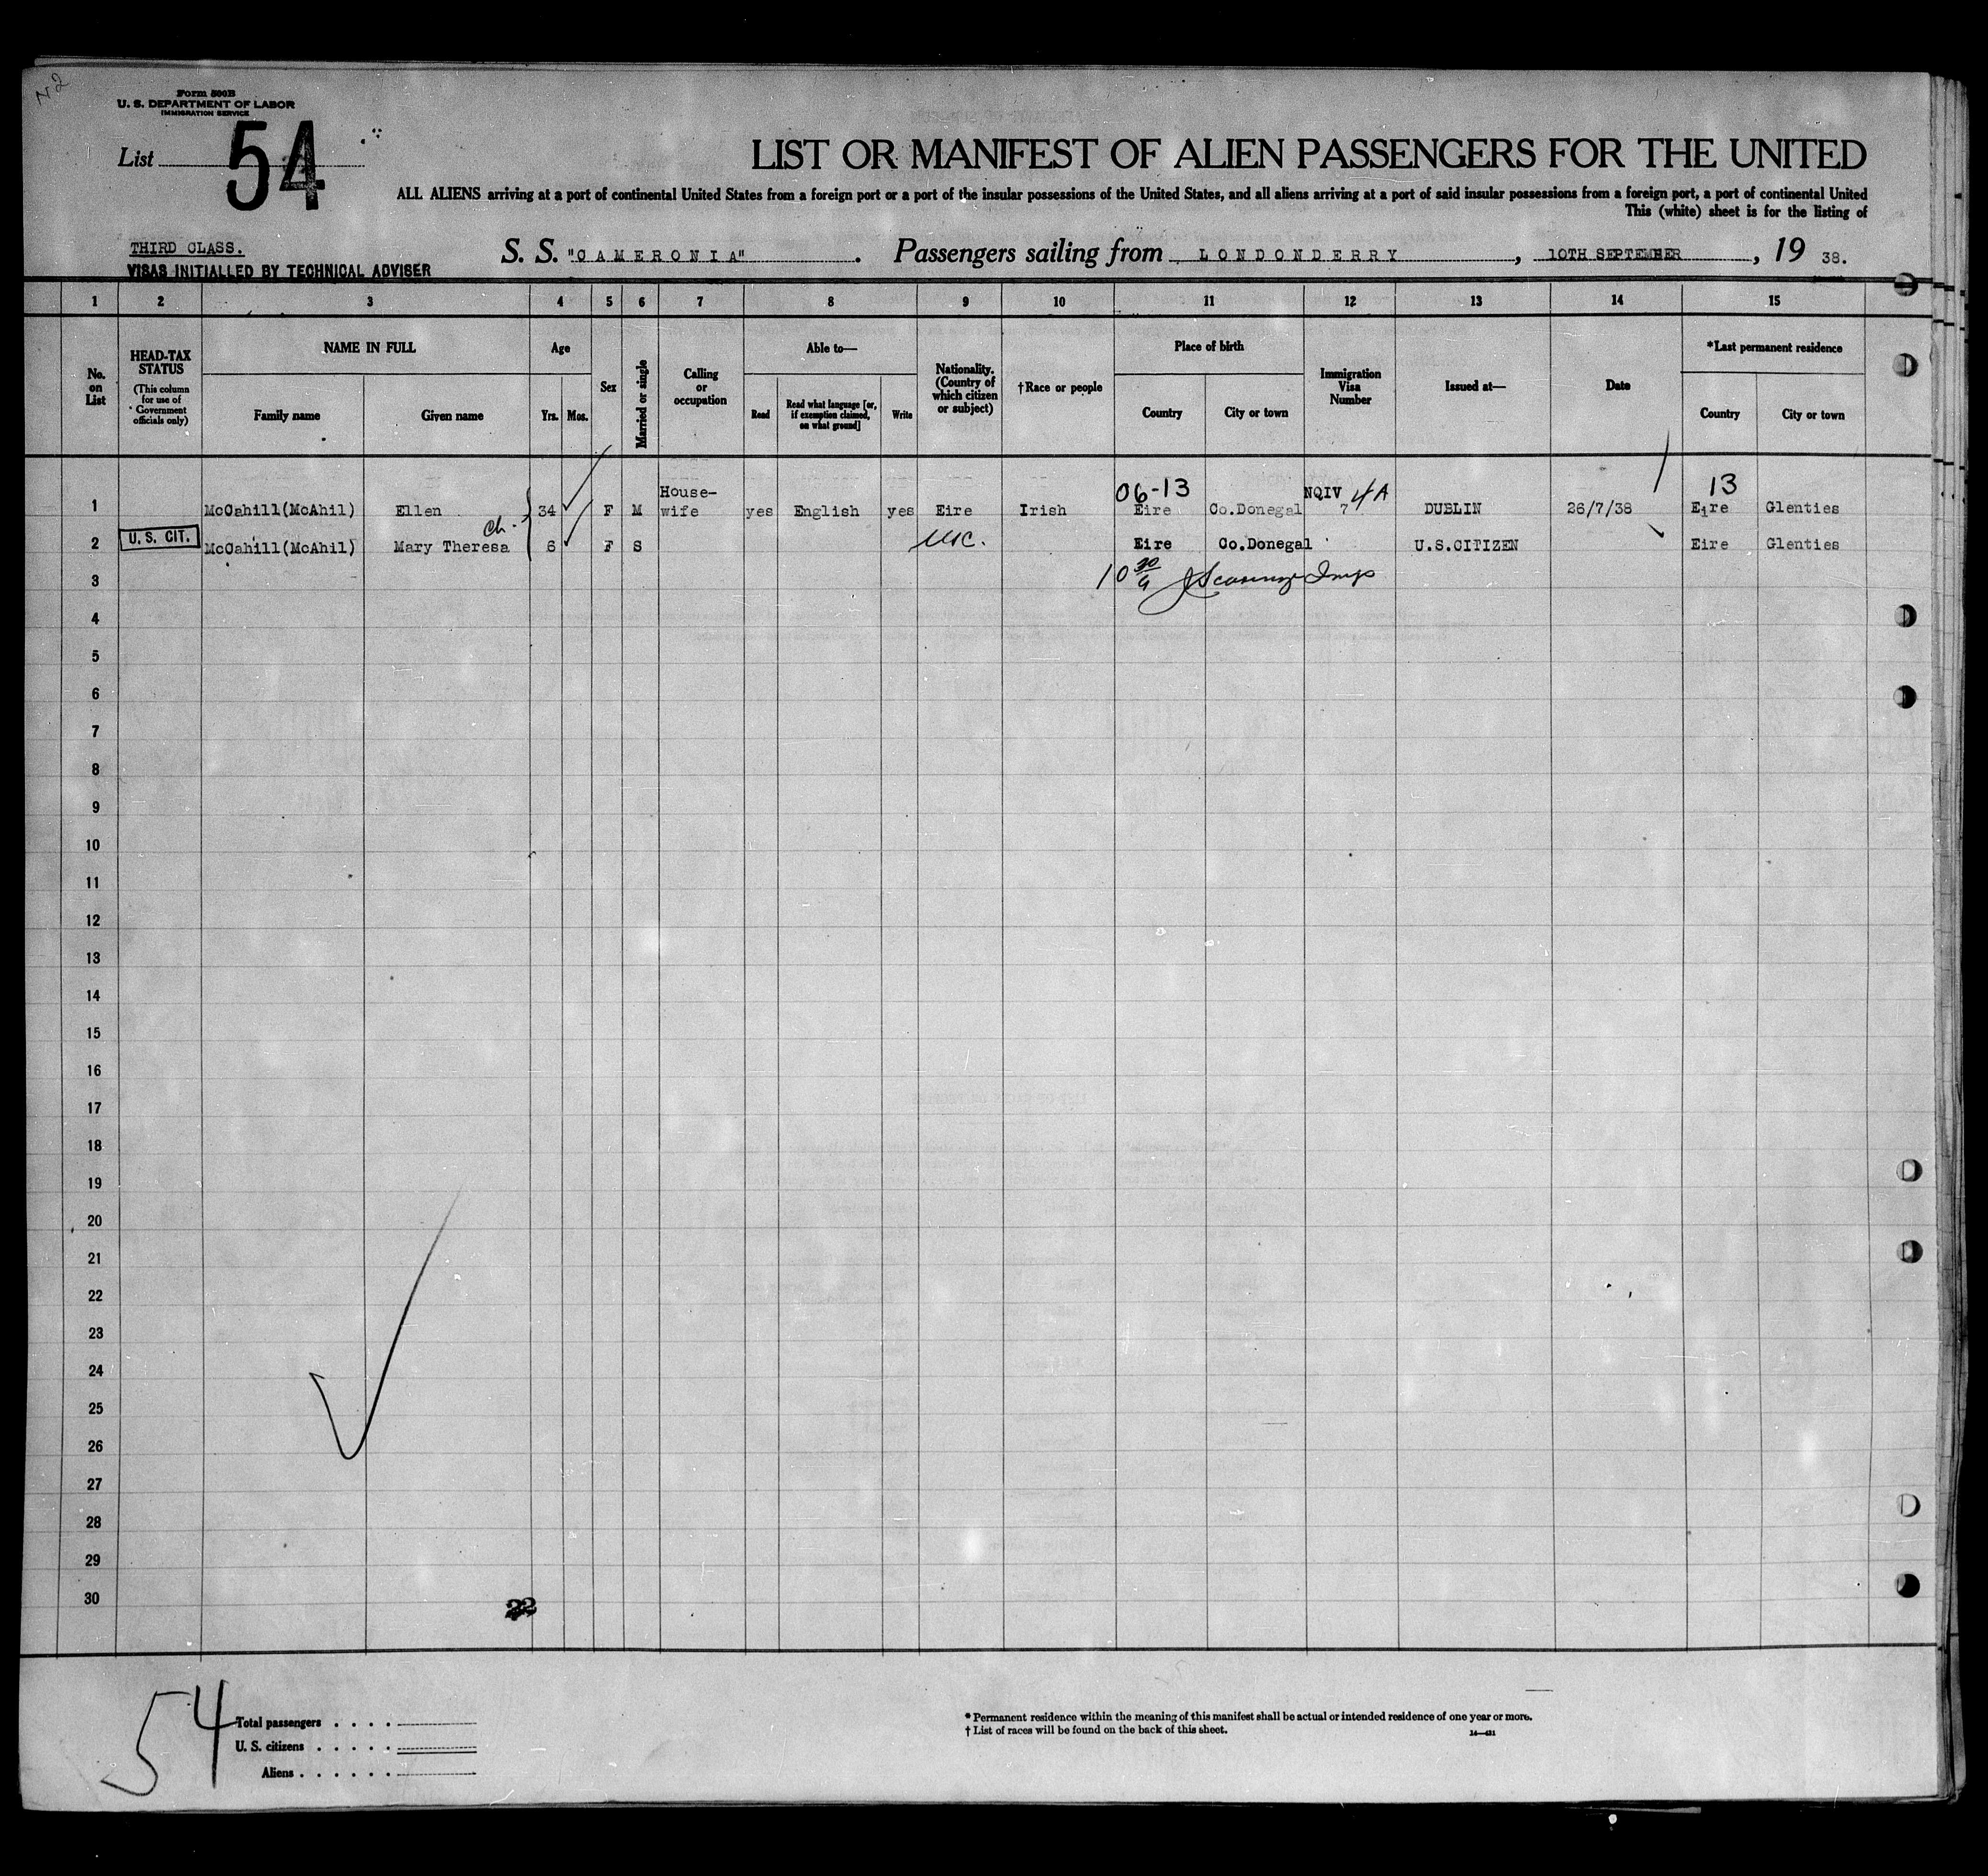 N2
Form 500B
U. S. DEPARTMENT OF LABOR
IMMIGRATION SERVICE
List 54
LIST OR MANIFEST OF ALIEN PASSENGERS FOR THE UNITED
ALL ALIENS arriving at a port of continental United States from a foreign port or a port of the insular possessions of the United States, and all aliens arriving at a port of said insular possessions from a foreign port, a port of continental United
This (white) sheet is for the listing of
THIRD CLASS.
VISAS INITIALLED BY TECHNICAL ADVISER
S. S. "CAMERONIA". Passengers sailing from LONDONDERRY, 10TH SEPTEMBER, 19 38.
1 2 3 4 5 6 7 8 9 10 11 12 13 14 15
No. on List
HEAD-TAX STATUS (This column for use of Government officials only)
NAME IN FULL
Family name Given name
Age
Yrs. Mos.
Sex
Married or single
Calling or occupation
Able to—
Read Read what language [or, if exemption claimed, on what ground] Write
Nationality. (Country of which citizen or subject)
†Race or people
Place of birth
Country City or town
Immigration Visa Number
Issued at—
Date
*Last permanent residence
Country City or town
06-13 NQIV 4A 13
1 McCahill(McAhil) Ellen 34 F M House-wife yes English yes Eire Irish Eire Co.Donegal 7 DUBLIN 26/7/38 Eire Glenties
ch.
2 U. S. CIT. McCahill(McAhil) Mary Theresa 6 F S USC. Eire Co.Donegal U.S.CITIZEN Eire Glenties
3
4
5
6
7
8
9
10
11
12
13
14
15
16
17
18
19
20
21
22
23
24
25
26
27
28
29
30
22
54
Total passengers . . . .
U. S. citizens . . . . .
Aliens . . . . . .
* Permanent residence within the meaning of this manifest shall be actual or intended residence of one year or more.
† List of races will be found on the back of this sheet.
14—421